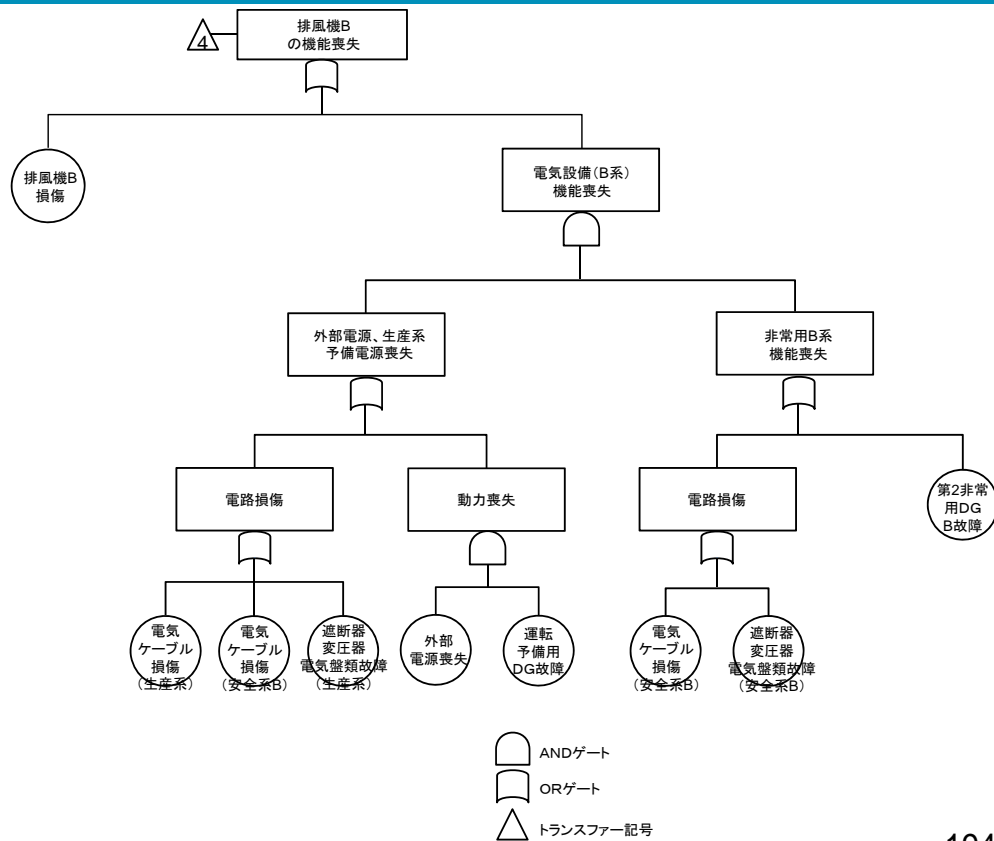 4
排風機B
の機能喪失
排風機B
損傷
電気設備(B系)
機能喪失
外部電源、生産系
予備電源喪失
非常用B系
機能喪失
電路損傷
動力喪失
電路損傷
第2非常
用DG
B故障
電気
ケーブル
損傷
(生産系)
電気
ケーブル
損傷
(安全系B)
遮断器
変圧器
電気盤類故障
(生産系)
外部
電源喪失
運転
予備用
DG故障
電気
ケーブル
損傷
(安全系B)
遮断器
変圧器
電気盤類故障
(安全系B)
ANDゲート
ORゲート
トランスファー記号